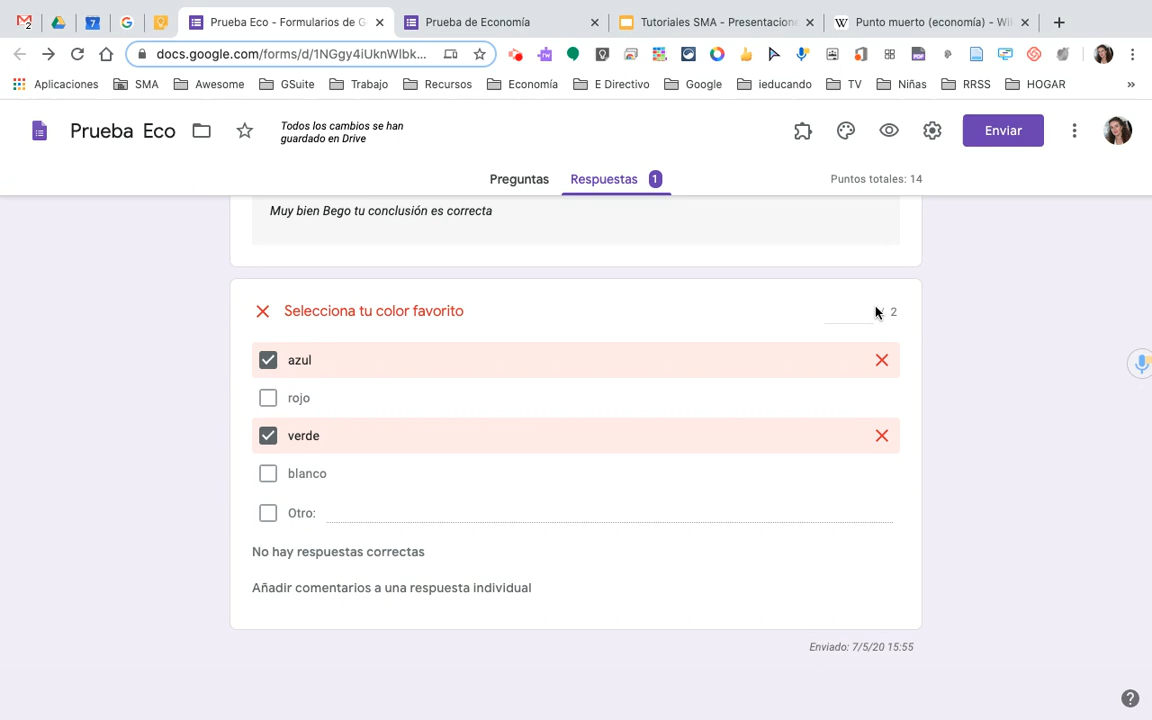 Prueba Eco - Formularios de G
Prueba de Economía
Tutoriales SMA - Presentacione
Punto muerto (economía) - Wi
docs.google.com/forms/d/1NGgy4iUknWIbk...
Aplicaciones
SMA
Awesome
GSuite
Trabajo
Recursos
Economía
E Directivo
Google
ieducando
TV
Niñas
RRSS
HOGAR
»
Prueba Eco
Todos los cambios se han
guardado en Drive
Enviar
Preguntas
Respuestas 1
Puntos totales: 14
Muy bien Bego tu conclusión es correcta
Selecciona tu color favorito
2
azul
rojo
verde
blanco
Otro:
No hay respuestas correctas
Añadir comentarios a una respuesta individual
Enviado: 7/5/20 15:55